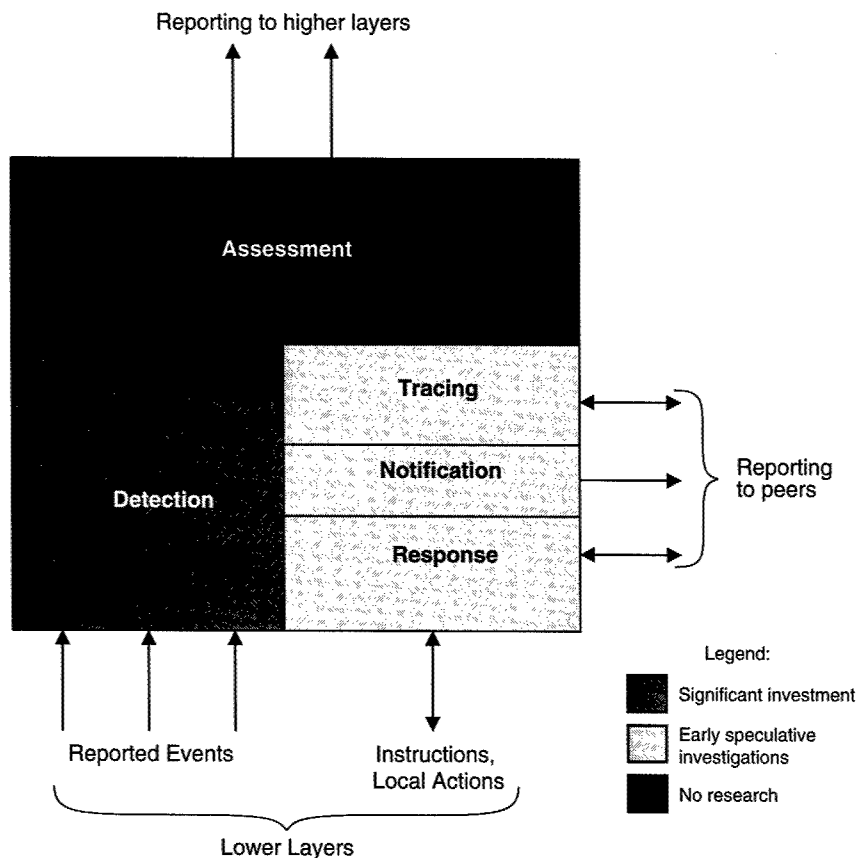 Reporting to higher layers
Assessment
Tracing
Notification
Reporting
to peers
Detection
Response
Legend:
Significant investment
Early speculative
investigations
No research
Reported Events
Instructions,
Local Actions
Lower Layers